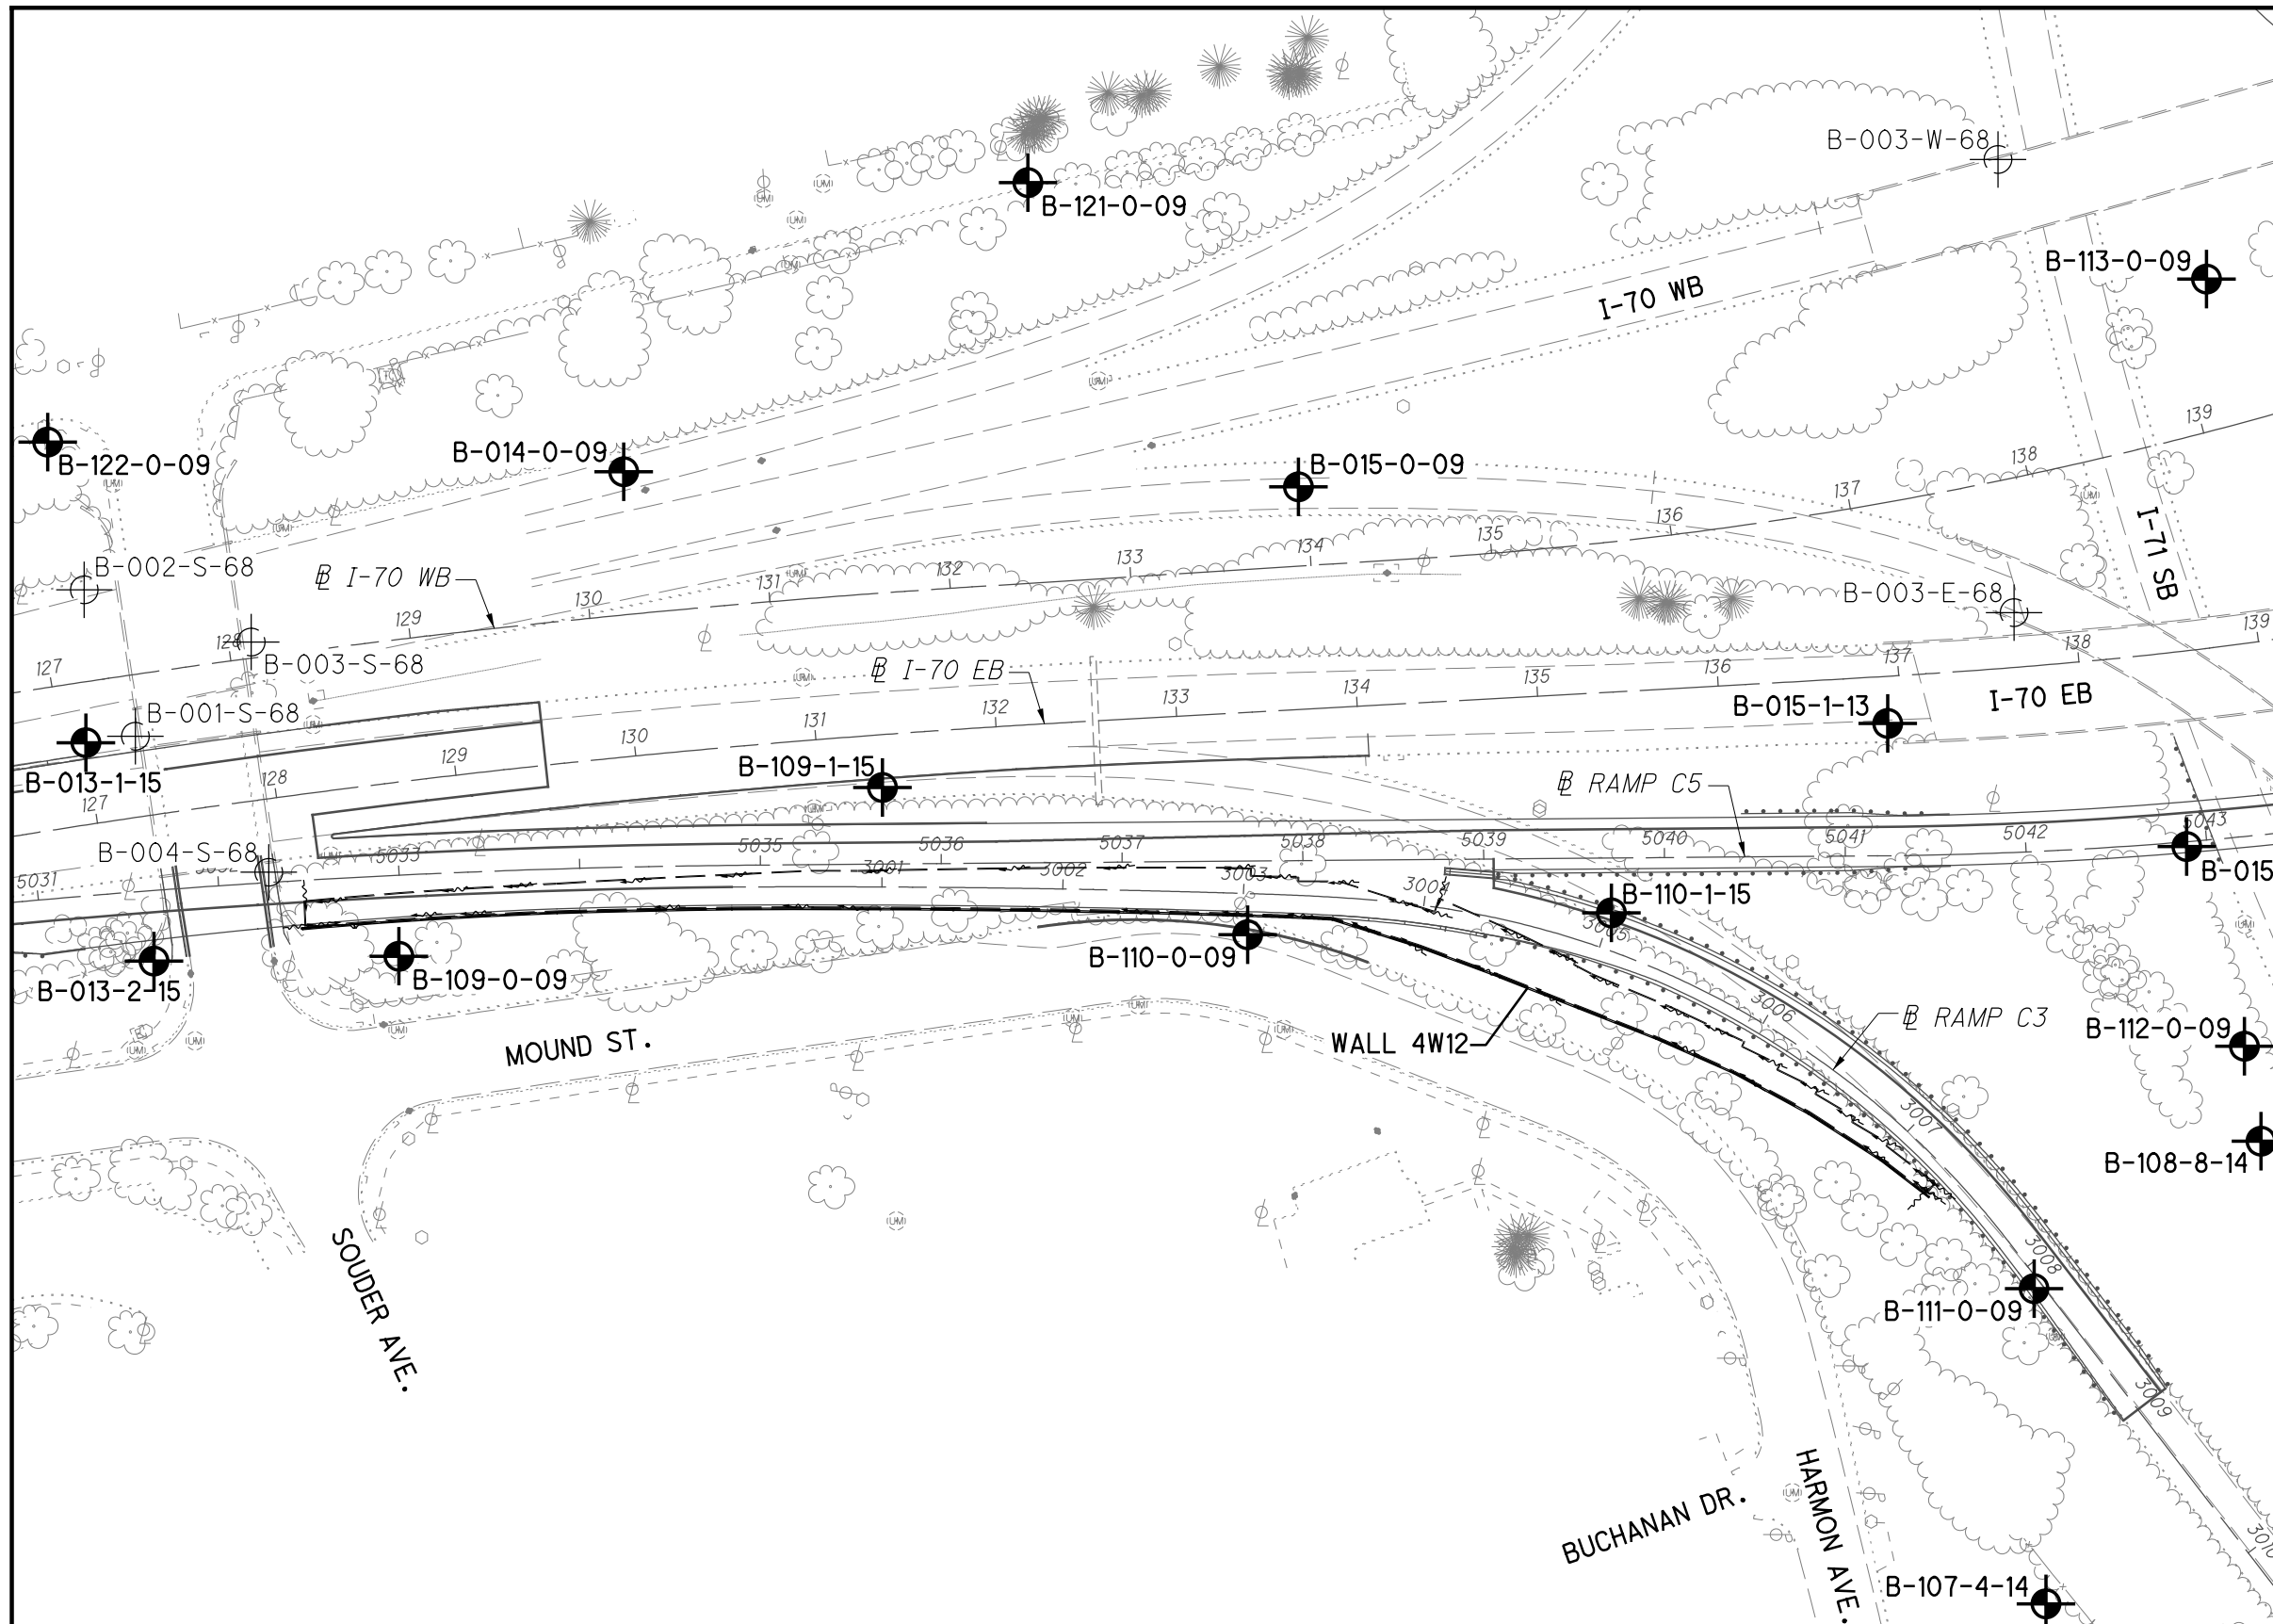 B-003-W-68
B-121-0-09
B-113-0-09
I-70 WB
139
B-122-0-09
B-014-0-09
B-015-0-09
138
137
136
135
134
133
132
131
130
129
128
127
I-71 SB
B-002-S-68
℄ I-70 WB
B-003-E-68
B-003-S-68
℄ I-70 EB
139
138
137
136
135
134
133
132
131
130
129
128
127
B-001-S-68
B-015-1-13
I-70 EB
B-013-1-15
B-109-1-15
℄ RAMP C5
B-004-S-68
5031
5033
5035
5036
5037
5038
5039
5040
5041
5042
5043
B-015
3001
3002
3003
3004
3005
3006
3007
3008
3009
3010
B-110-1-15
B-013-2-15
B-109-0-09
B-110-0-09
℄ RAMP C3
MOUND ST.
WALL 4W12
B-112-0-09
B-108-8-14
SOUDER AVE.
B-111-0-09
BUCHANAN DR.
HARMON AVE.
B-107-4-14